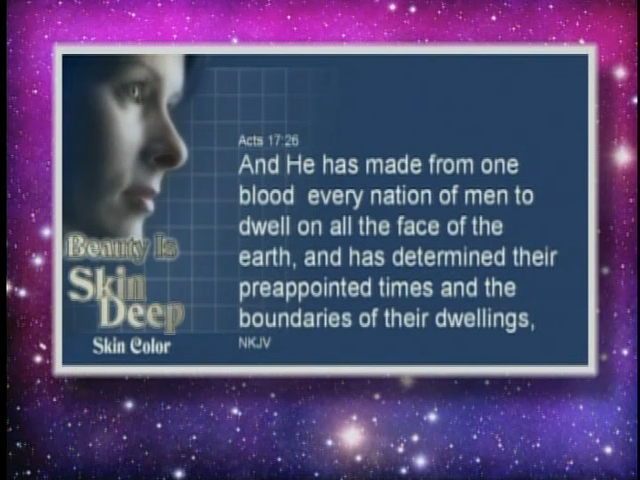 Acts 17:26
And He has made from one
blood every nation of men to
dwell on all the face of the
earth, and has determined their
preappointed times and the
boundaries of their dwellings,
NKJV
Beauty Is
Skin
Deep
Skin Color